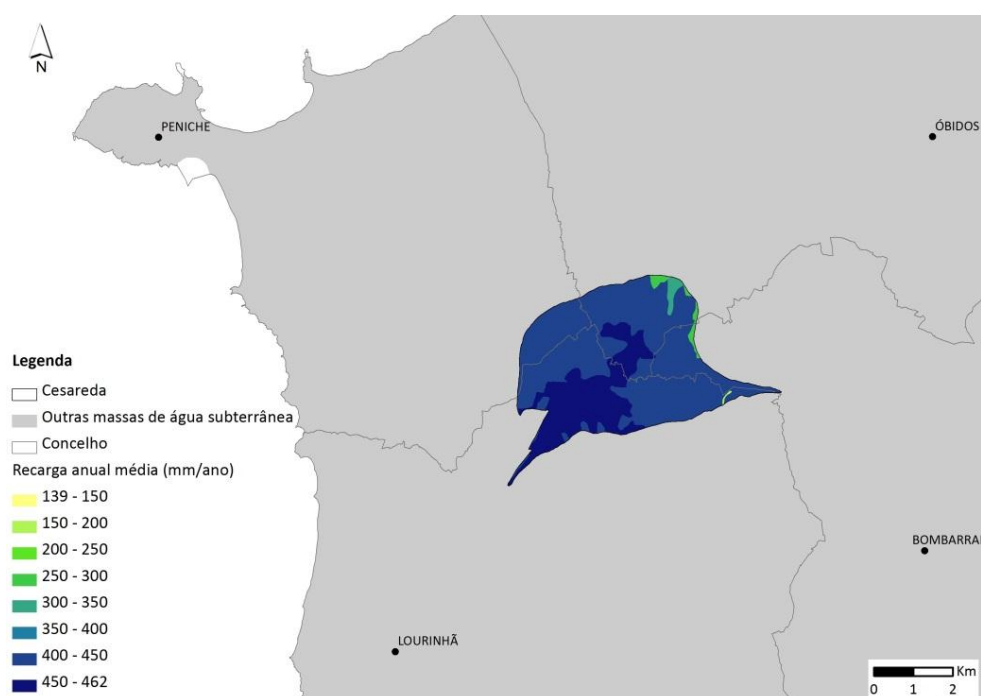 N
PENICHE
ÓBIDOS
Legenda
Cesareda
Outras massas de água subterrânea
Concelho
Recarga anual média (mm/ano)
139 - 150
150 - 200
200 - 250
250 - 300
300 - 350
350 - 400
400 - 450
450 - 462
BOMBARRA
LOURINHÃ
Km
0 1 2